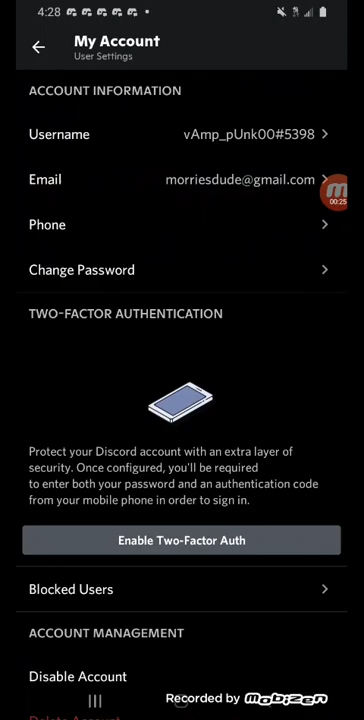 4:28
My Account
User Settings
ACCOUNT INFORMATION
Username vAmp_pUnk00#5398
Email morriesdude@gmail.com
00:25
Phone
Change Password
TWO-FACTOR AUTHENTICATION
Protect your Discord account with an extra layer of
security. Once configured, you'll be required
to enter both your password and an authentication code
from your mobile phone in order to sign in.
Enable Two-Factor Auth
Blocked Users
ACCOUNT MANAGEMENT
Disable Account
Recorded by mobizen
Delete Account